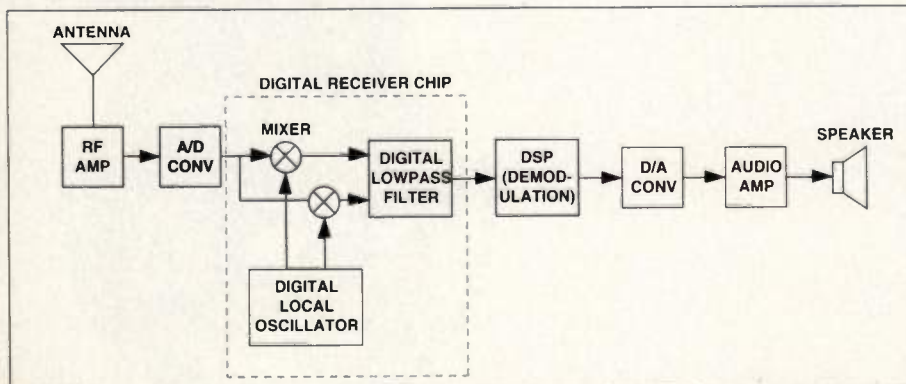 ANTENNA
DIGITAL RECEIVER CHIP
MIXER
SPEAKER
RF
AMP
A/D
CONV
DIGITAL
LOWPASS
FILTER
DSP
(DEMOD-
ULATION)
D/A
CONV
AUDIO
AMP
DIGITAL
LOCAL
OSCILLATOR